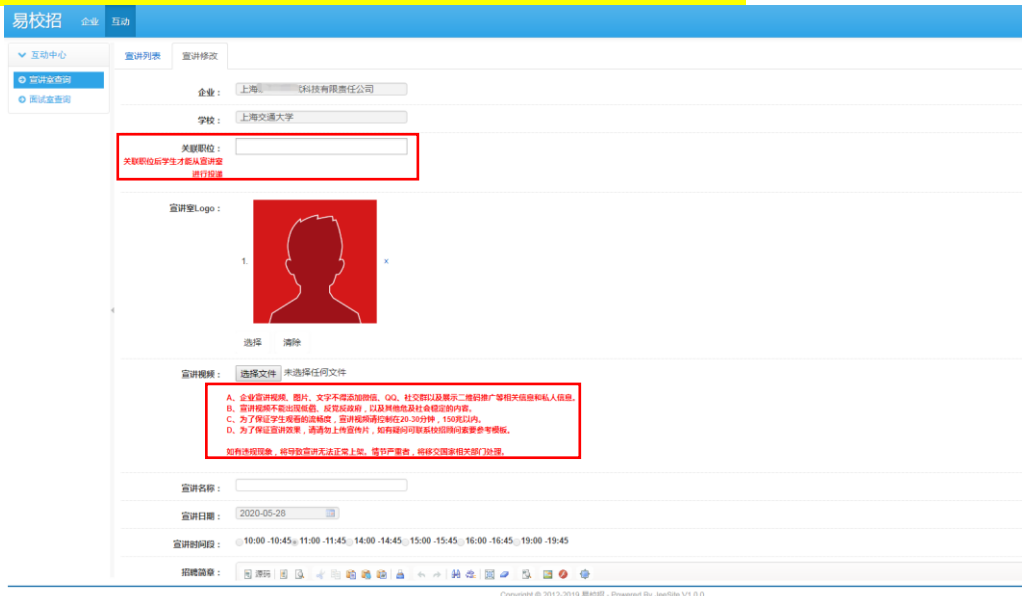 易校招 企业 互动
互动中心
宣讲室查询
面试室查询
宣讲列表 宣讲修改
企业： 上海 科技有限责任公司
学校： 上海交通大学
关联职位：
关联职位后学生才能从宣讲室
进行投递
宣讲室Logo：
1. x
选择 清除
宣讲视频： 选择文件 未选择任何文件
A、企业宣讲视频、图片、文字不得添加微信、QQ、社交群以及展示二维码推广等相关信息和私人信息。
B、宣讲视频不能出现低俗、反党反政府，以及其他危及社会稳定的内容。
C、为了保证学生观看的流畅度，宣讲视频请控制在20-30分钟，150兆以内。
D、为了保证宣讲效果，请请勿上传宣传片，如有疑问可联系校招顾问索要参考模板。
如有违规现象，将导致宣讲无法正常上架。情节严重者，将移交国家相关部门处理。
宣讲名称：
宣讲日期： 2020-05-28
宣讲时间段： 10:00 -10:45 11:00 -11:45 14:00 -14:45 15:00 -15:45 16:00 -16:45 19:00 -19:45
招聘简章： 源码
Copyright © 2012-2019 易校招 - Powered By JeeSite V1.0.0